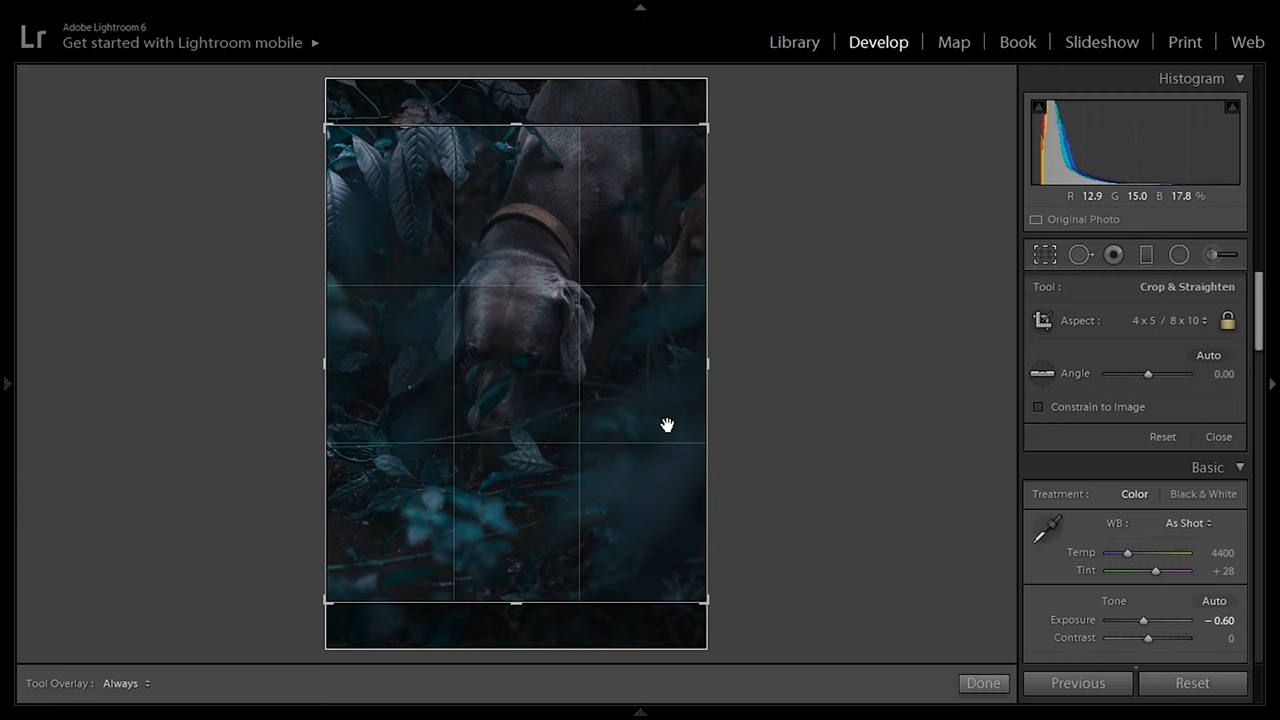 Lr
Adobe Lightroom 6
Get started with Lightroom mobile ▸
Library | Develop | Map | Book | Slideshow | Print | Web
Histogram
R 12.9 G 15.0 B 17.8 %
Original Photo
Tool : Crop & Straighten
Aspect : 4 x 5 / 8 x 10
Auto
Angle 0.00
Constrain to Image
Reset Close
Basic
Treatment : Color | Black & White
WB : As Shot
Temp 4400
Tint + 28
Tone Auto
Exposure − 0.60
Contrast 0
Tool Overlay : Always Done Previous Reset